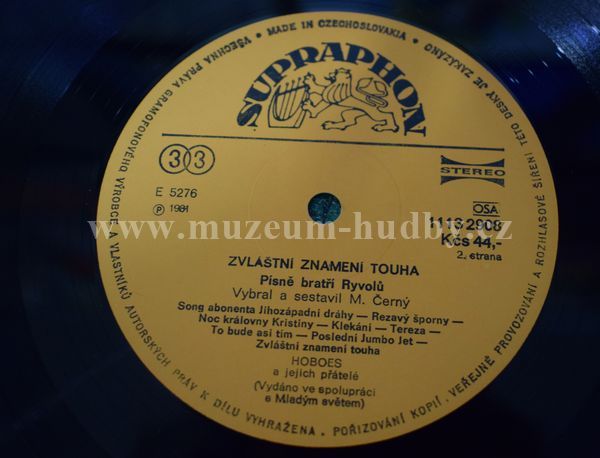 VŠECHNA PRÁVA GRAMOFONOVÉHO VÝROBCE A VLASTNÍKŮ AUTORSKÝCH PRÁV K DÍLU VYHRAŽENA. POŘIZOVÁNÍ KOPIÍ, VEŘEJNÉ PROVOZOVÁNÍ A ROZHLASOVÉ ŠÍŘENÍ TÉTO DESKY JE ZAKÁZÁNO • MADE IN CZECHOSLOVAKIA •
SUPRAPHON
33
STEREO
E 5276
℗ 1981
OSA
1113 2908
Kčs 44,-
2. strana
www.muzeum-hudby.cz
ZVLÁŠTNÍ ZNAMENÍ TOUHA
Písně bratří Ryvolů
Vybral a sestavil M. Černý
Song abonenta Jihozápadní dráhy — Rezavý šporny —
Noc královny Kristiny — Klekání — Tereza —
To bude asi tím — Poslední Jumbo Jet —
Zvláštní znamení touha
HOBOES
a jejich přátelé
(Vydáno ve spolupráci
s Mladým světem)